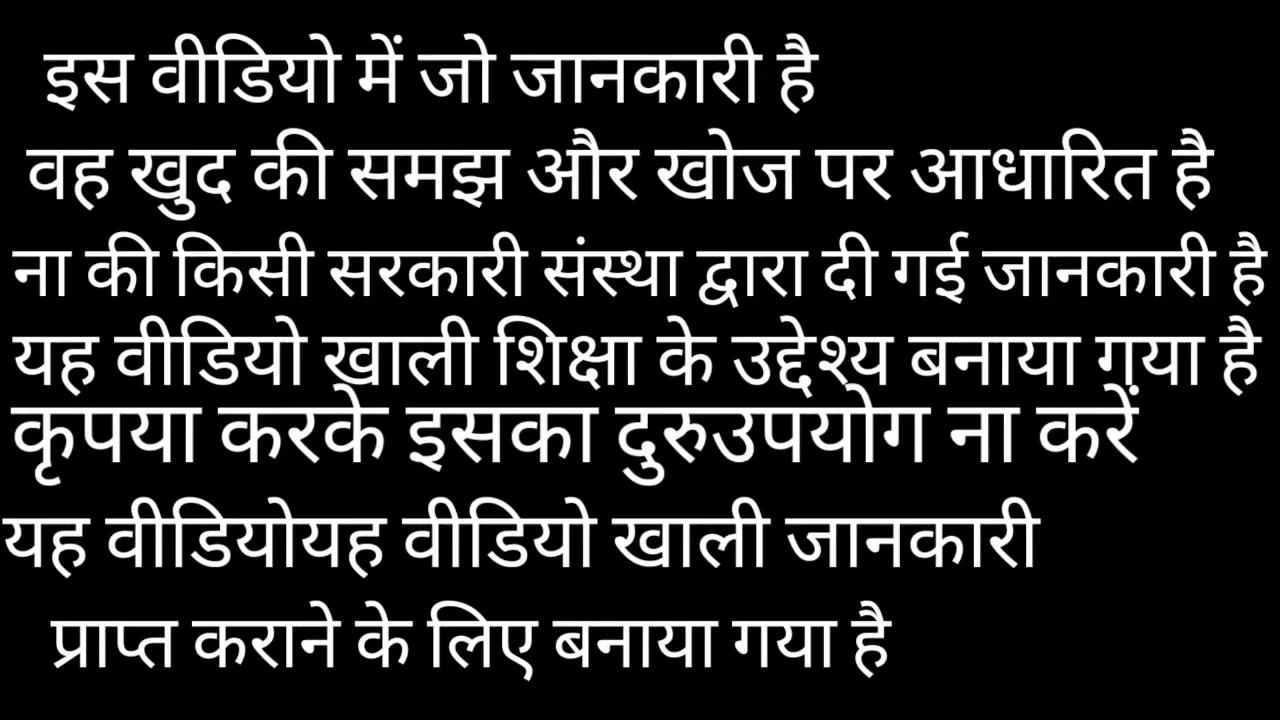 इस वीडियो में जो जानकारी है
वह खुद की समझ और खोज पर आधारित है
ना की किसी सरकारी संस्था द्वारा दी गई जानकारी है
यह वीडियो खाली शिक्षा के उद्देश्य बनाया गया है
कृपया करके इसका दुरुउपयोग ना करें
यह वीडियोयह वीडियो खाली जानकारी
प्राप्त कराने के लिए बनाया गया है